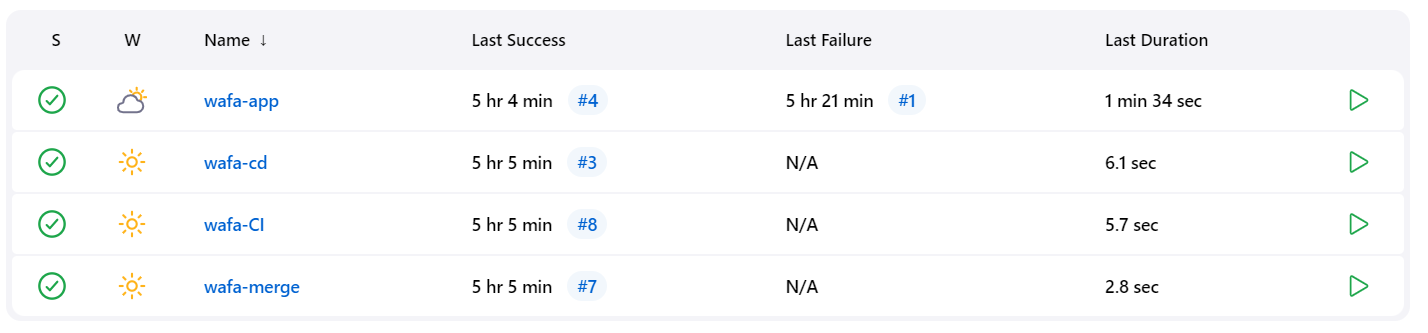 S W Name ↓ Last Success Last Failure Last Duration
wafa-app 5 hr 4 min #4 5 hr 21 min #1 1 min 34 sec
wafa-cd 5 hr 5 min #3 N/A 6.1 sec
wafa-CI 5 hr 5 min #8 N/A 5.7 sec
wafa-merge 5 hr 5 min #7 N/A 2.8 sec